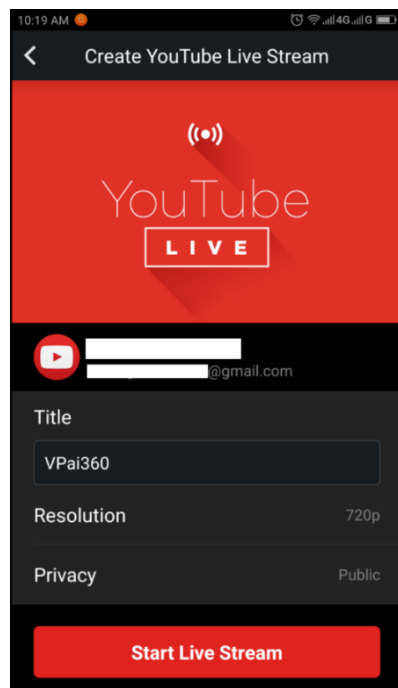 10:19 AM 4G G
Create YouTube Live Stream
YouTube
LIVE
@gmail.com
Title
VPai360
Resolution 720p
Privacy Public
Start Live Stream